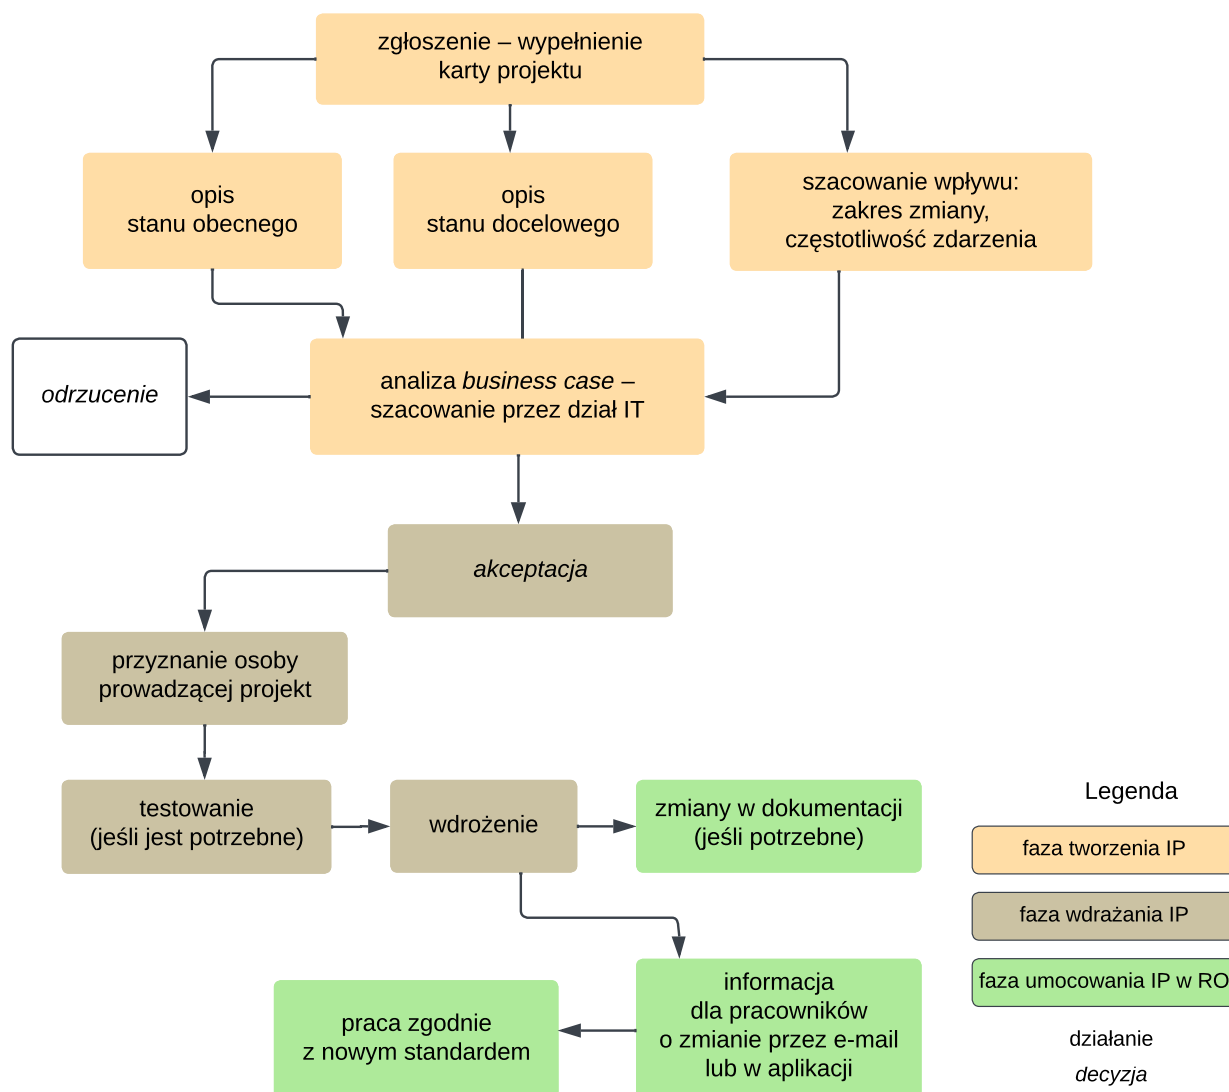 zgłoszenie – wypełnienie
karty projektu
opis
stanu obecnego
opis
stanu docelowego
szacowanie wpływu:
zakres zmiany,
częstotliwość zdarzenia
odrzucenie
analiza business case –
szacowanie przez dział IT
akceptacja
przyznanie osoby
prowadzącej projekt
testowanie
(jeśli jest potrzebne)
wdrożenie
zmiany w dokumentacji
(jeśli potrzebne)
informacja
dla pracowników
o zmianie przez e-mail
lub w aplikacji
praca zgodnie
z nowym standardem
Legenda
faza tworzenia IP
faza wdrażania IP
faza umocowania IP w RO
działanie
decyzja